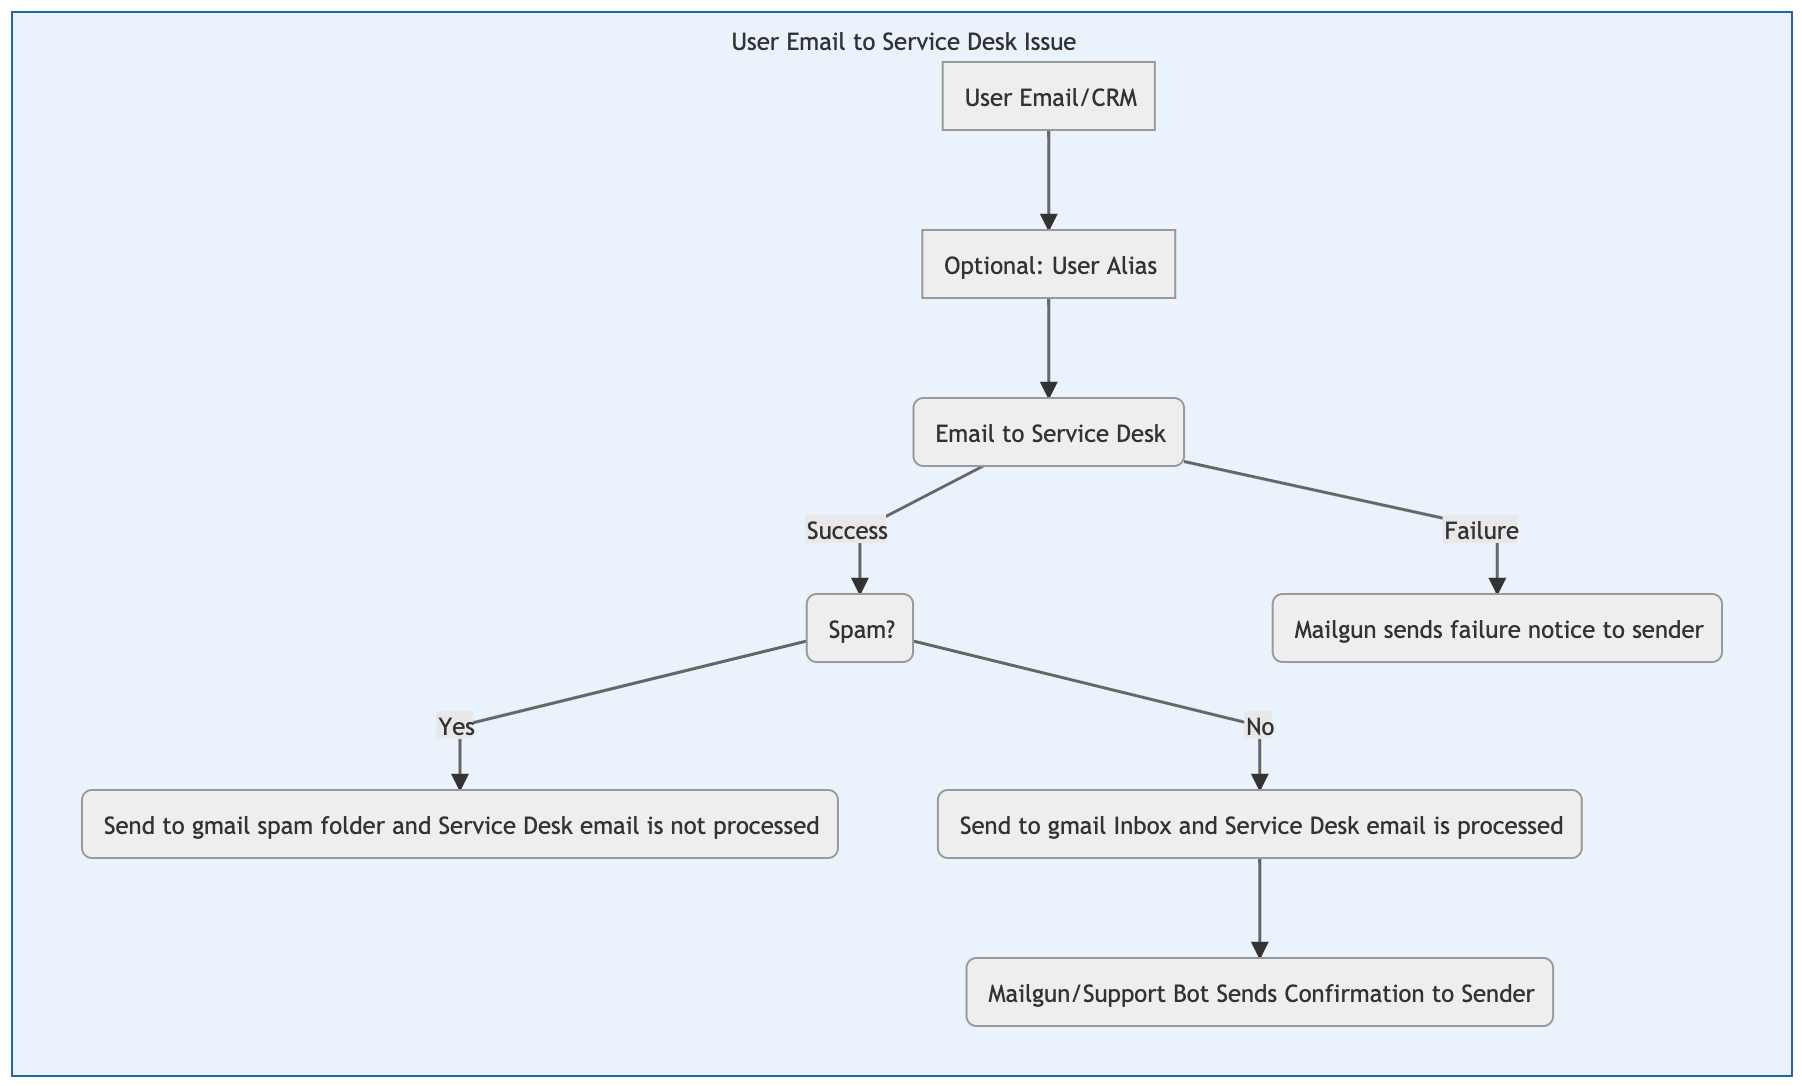 User Email to Service Desk Issue
User Email/CRM
Optional: User Alias
Email to Service Desk
Success
Failure
Spam?
Mailgun sends failure notice to sender
Yes
No
Send to gmail spam folder and Service Desk email is not processed
Send to gmail Inbox and Service Desk email is processed
Mailgun/Support Bot Sends Confirmation to Sender